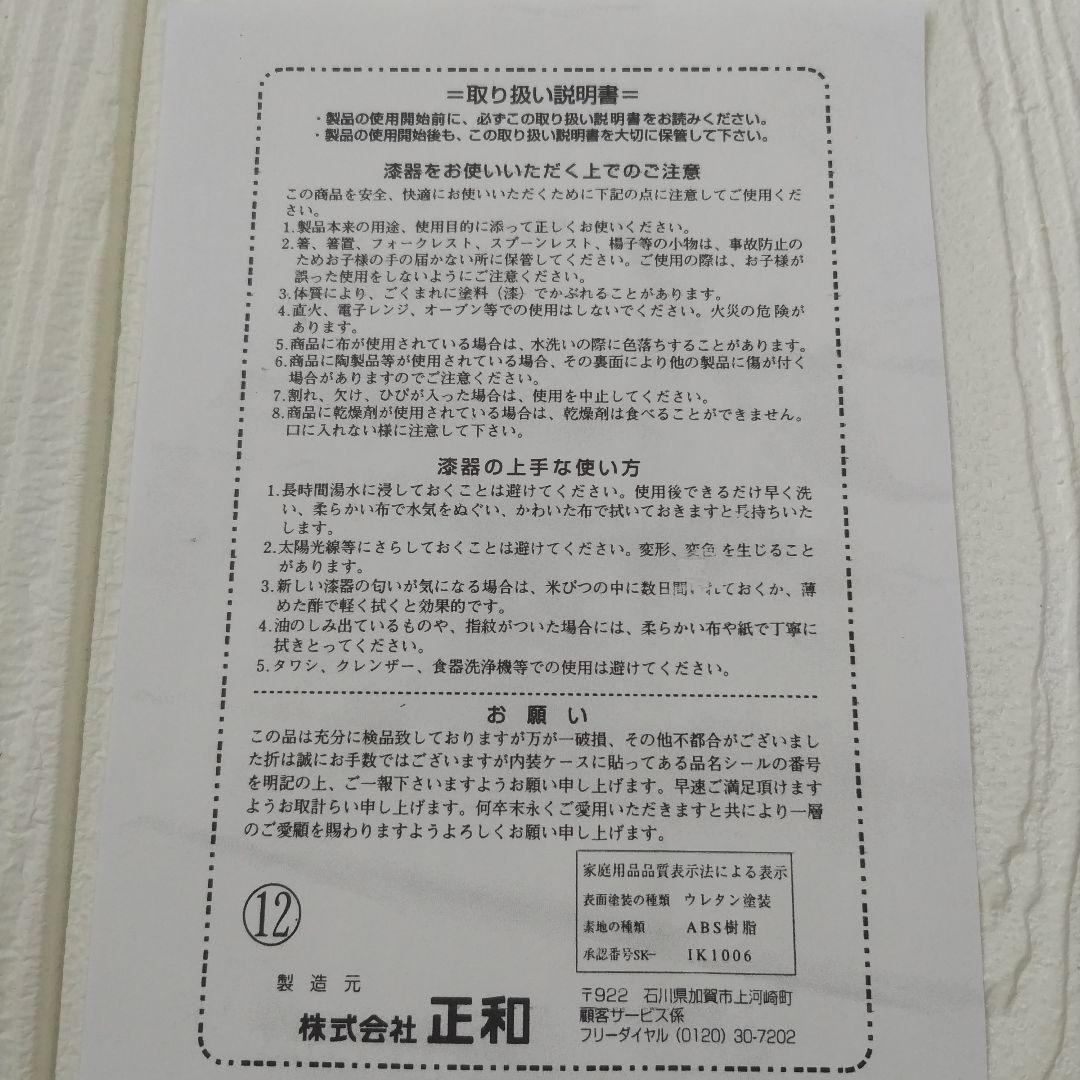 =取り扱い説明書=
・製品の使用開始前に、必ずこの取り扱い説明書をお読みください。
・製品の使用開始後も、この取り扱い説明書を大切に保管して下さい。
漆器をお使いいただく上でのご注意
この商品を安全、快適にお使いいただくために下記の点に注意してご使用くだ
さい。
1.製品本来の用途、使用目的に添って正しくお使いください。
2.箸、箸置、フォークレスト、スプーンレスト、楊子等の小物は、事故防止の
ためお子様の手の届かない所に保管してください。ご使用の際は、お子様が
誤った使用をしないようにご注意ください。
3.体質により、ごくまれに塗料（漆）でかぶれることがあります。
4.直火、電子レンジ、オーブン等での使用はしないでください。火災の危険が
あります。
5.商品に布が使用されている場合は、水洗いの際に色落ちすることがあります。
6.商品に陶製品等が使用されている場合、その裏面により他の製品に傷が付く
場合がありますのでご注意ください。
7.割れ、欠け、ひびが入った場合は、使用を中止してください。
8.商品に乾燥剤が使用されている場合は、乾燥剤は食べることができません。
口に入れない様に注意して下さい。
漆器の上手な使い方
1.長時間湯水に浸しておくことは避けてください。使用後できるだけ早く洗
い、柔らかい布で水気をぬぐい、かわいた布で拭いておきますと長持ちいた
します。
2.太陽光線等にさらしておくことは避けてください。変形、変色を生じること
があります。
3.新しい漆器の匂いが気になる場合は、米びつの中に数日間いれておくか、薄
めた酢で軽く拭くと効果的です。
4.油のしみ出ているものや、指紋がついた場合には、柔らかい布や紙で丁寧に
拭きとってください。
5.タワシ、クレンザー、食器洗浄機等での使用は避けてください。
お願い
この品は充分に検品致しておりますが万が一破損、その他不都合がございまし
た折は誠にお手数ではございますが内装ケースに貼ってある品名シールの番号
を明記の上、ご一報下さいますようお願い申し上げます。早速ご満足頂けます
ようお取計らい申し上げます。何卒末永くご愛用いただきますと共により一層
のご愛顧を賜わりますようよろしくお願い申し上げます。
家庭用品品質表示法による表示
表面塗装の種類 ウレタン塗装
素地の種類 ABS樹脂
承認番号SK- IK1006
⑫
製造元
株式会社 正和
〒922 石川県加賀市上河崎町
顧客サービス係
フリーダイヤル (0120) 30-7202